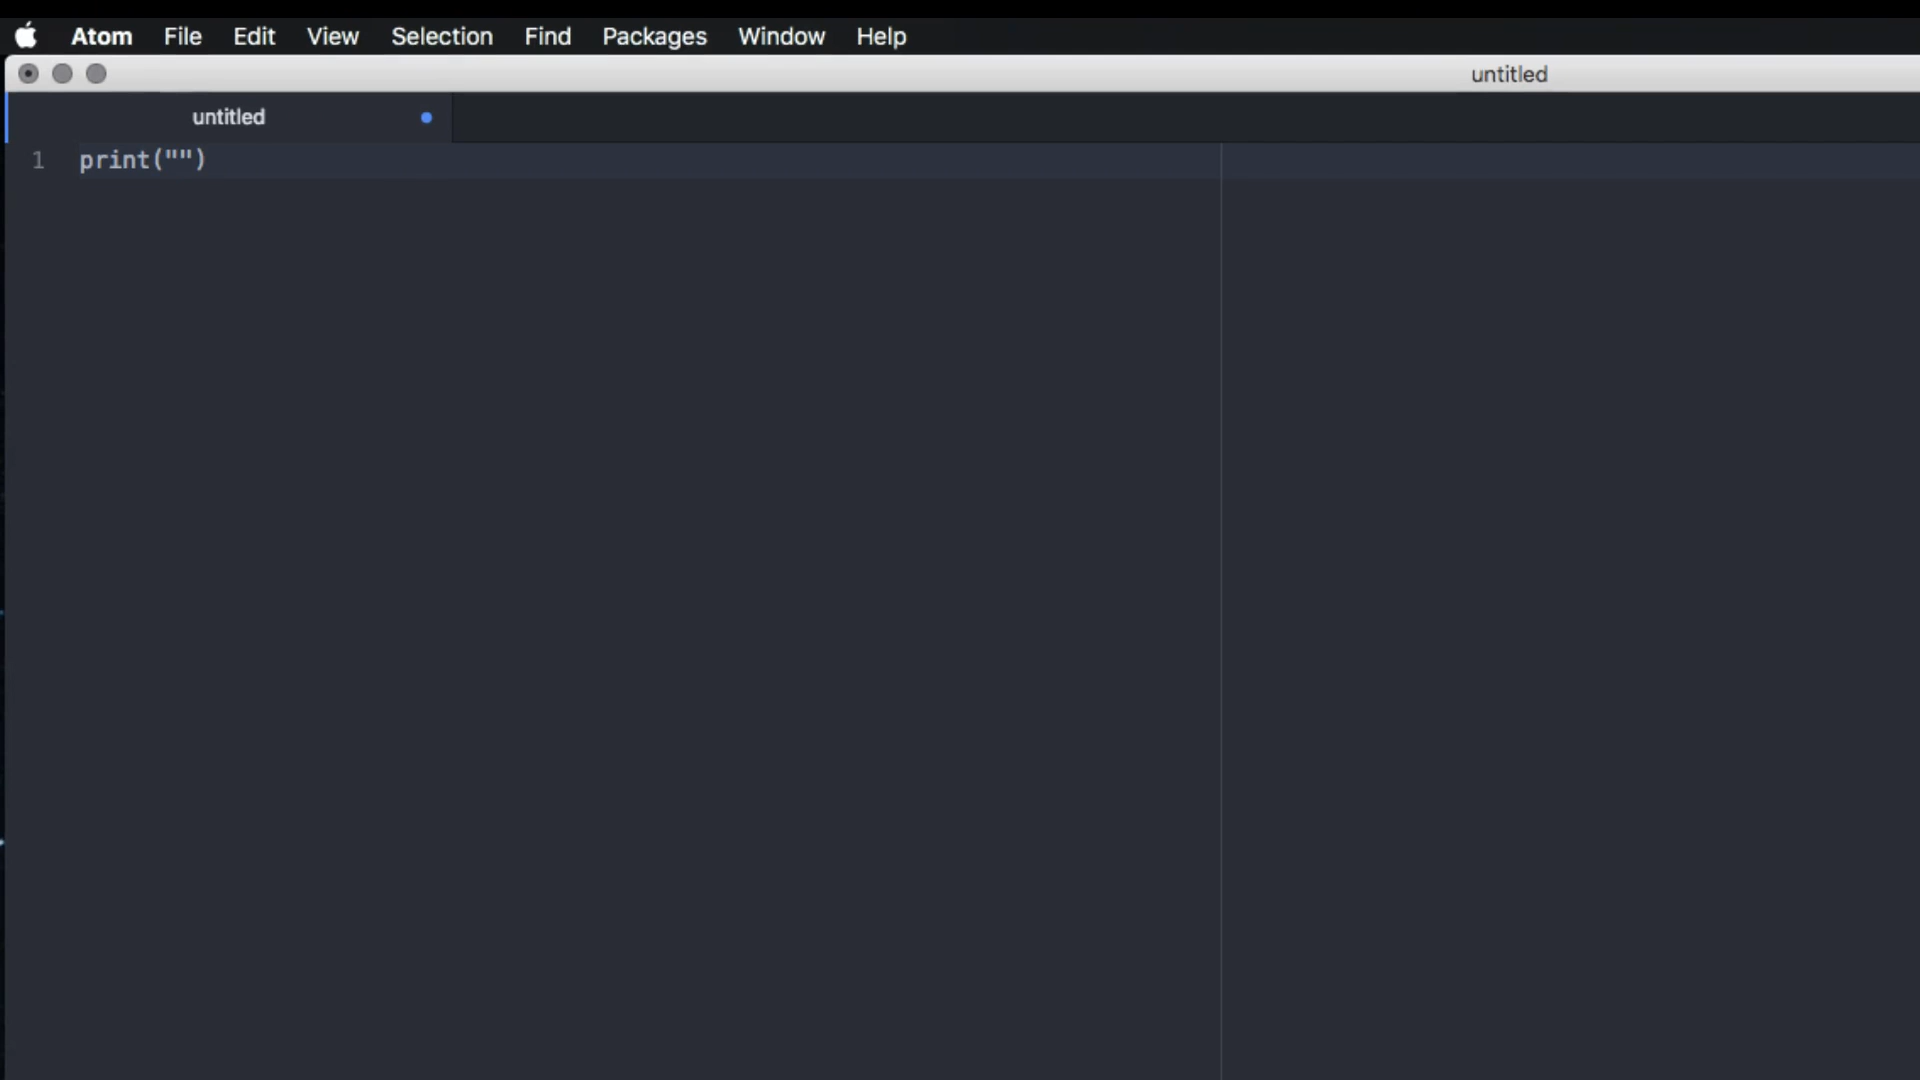 Atom File Edit View Selection Find Packages Window Help
untitled
untitled
1 print("")